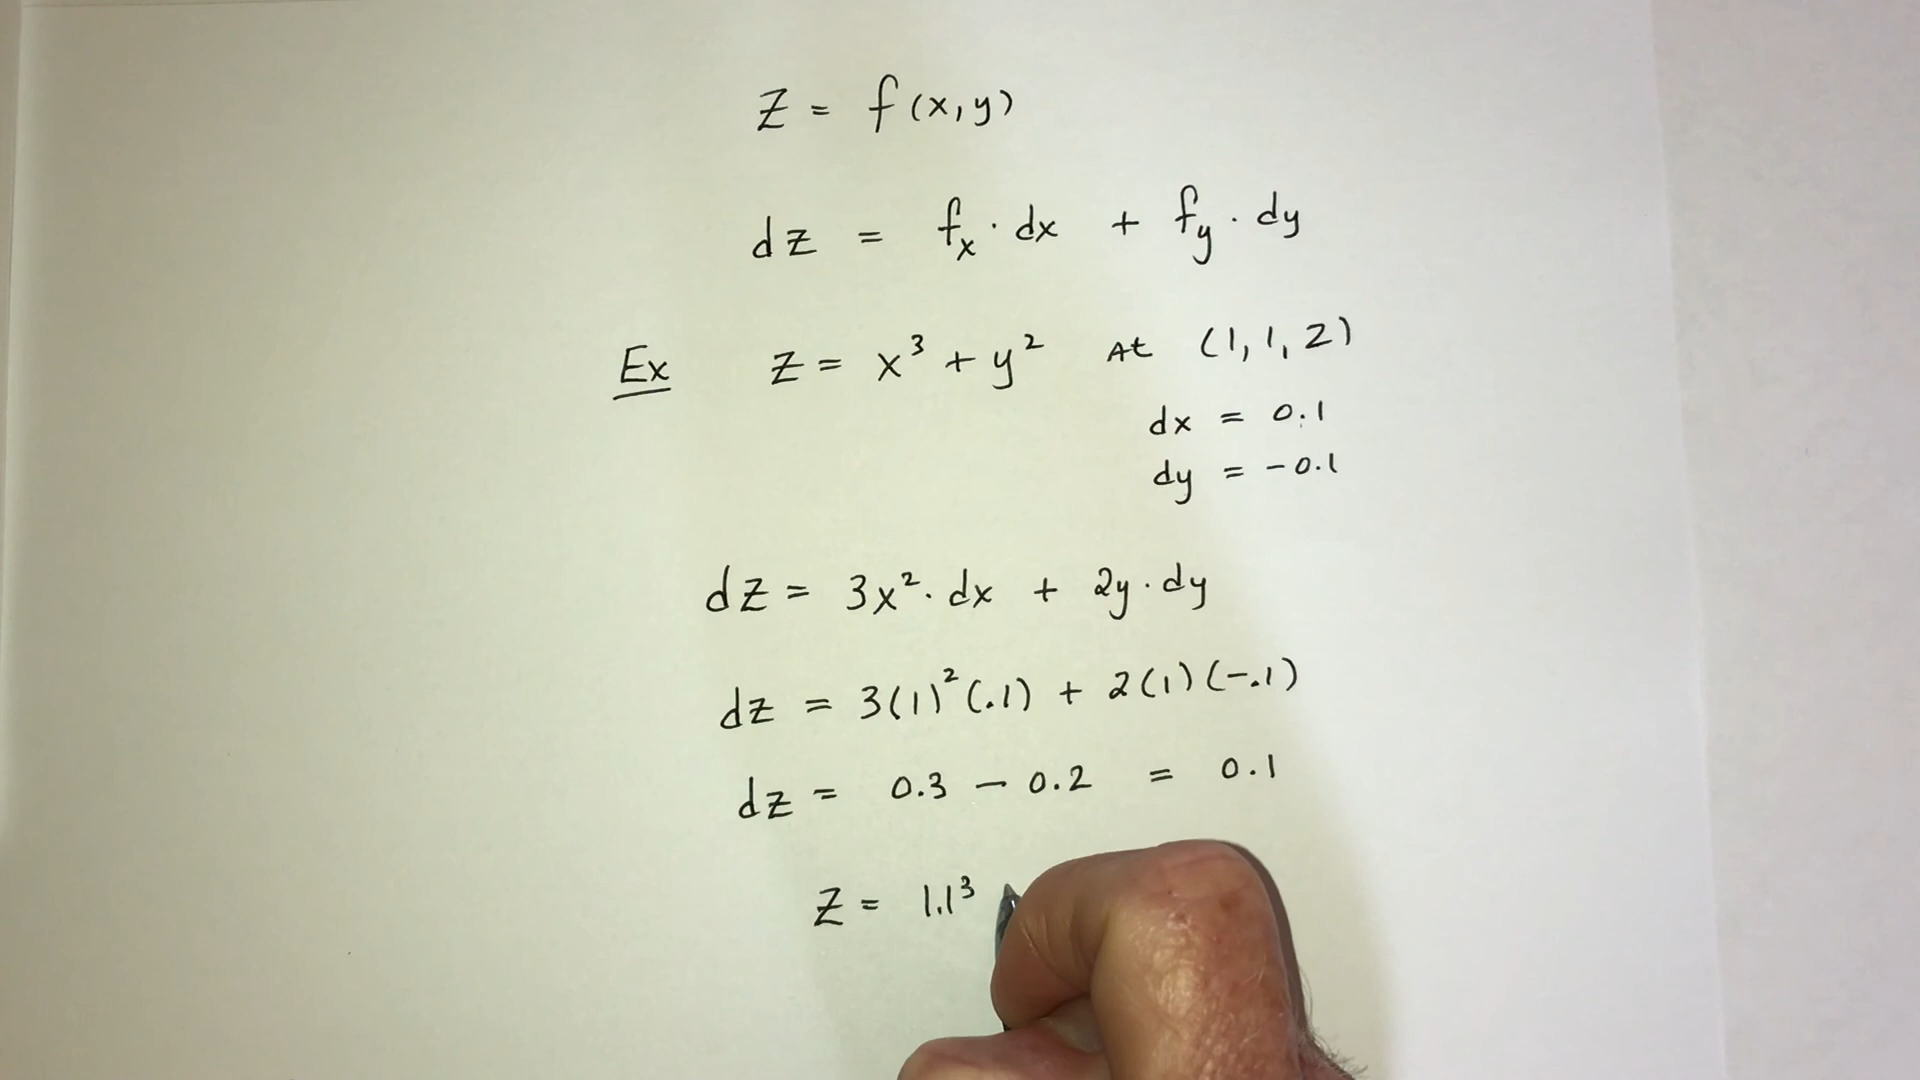 z = f(x,y)
dz = fx · dx + fy · dy
Ex z = x³ + y² At (1, 1, 2)
dx = 0.1
dy = -0.1
dz = 3x² · dx + 2y · dy
dz = 3(1)²(.1) + 2(1)(-.1)
dz = 0.3 - 0.2 = 0.1
z = 1.1³